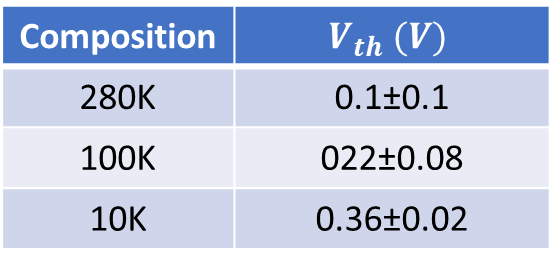 Composition V_th (V)
280K 0.1±0.1
100K 022±0.08
10K 0.36±0.02